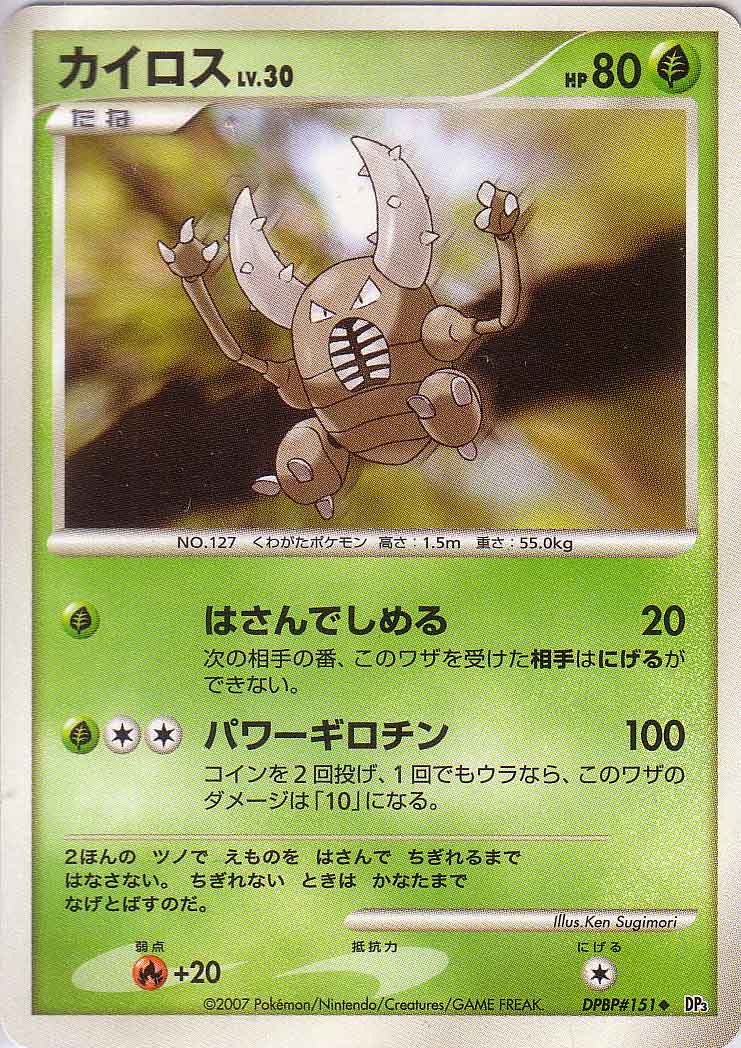 カイロス LV.30 HP 80
たね
NO.127 くわがたポケモン 高さ:1.5m 重さ:55.0kg
はさんでしめる 20
次の相手の番、このワザを受けた相手はにげるが
できない。
パワーギロチン 100
コインを2回投げ、1回でもウラなら、このワザの
ダメージは「10」になる。
2ほんの ツノで えものを はさんで ちぎれるまで
はなさない。 ちぎれない ときは かなたまで
なげとばすのだ。
Illus.Ken Sugimori
弱点 抵抗力 にげる
+20
©2007 Pokémon/Nintendo/Creatures/GAME FREAK. DPBP#151◆ DP3